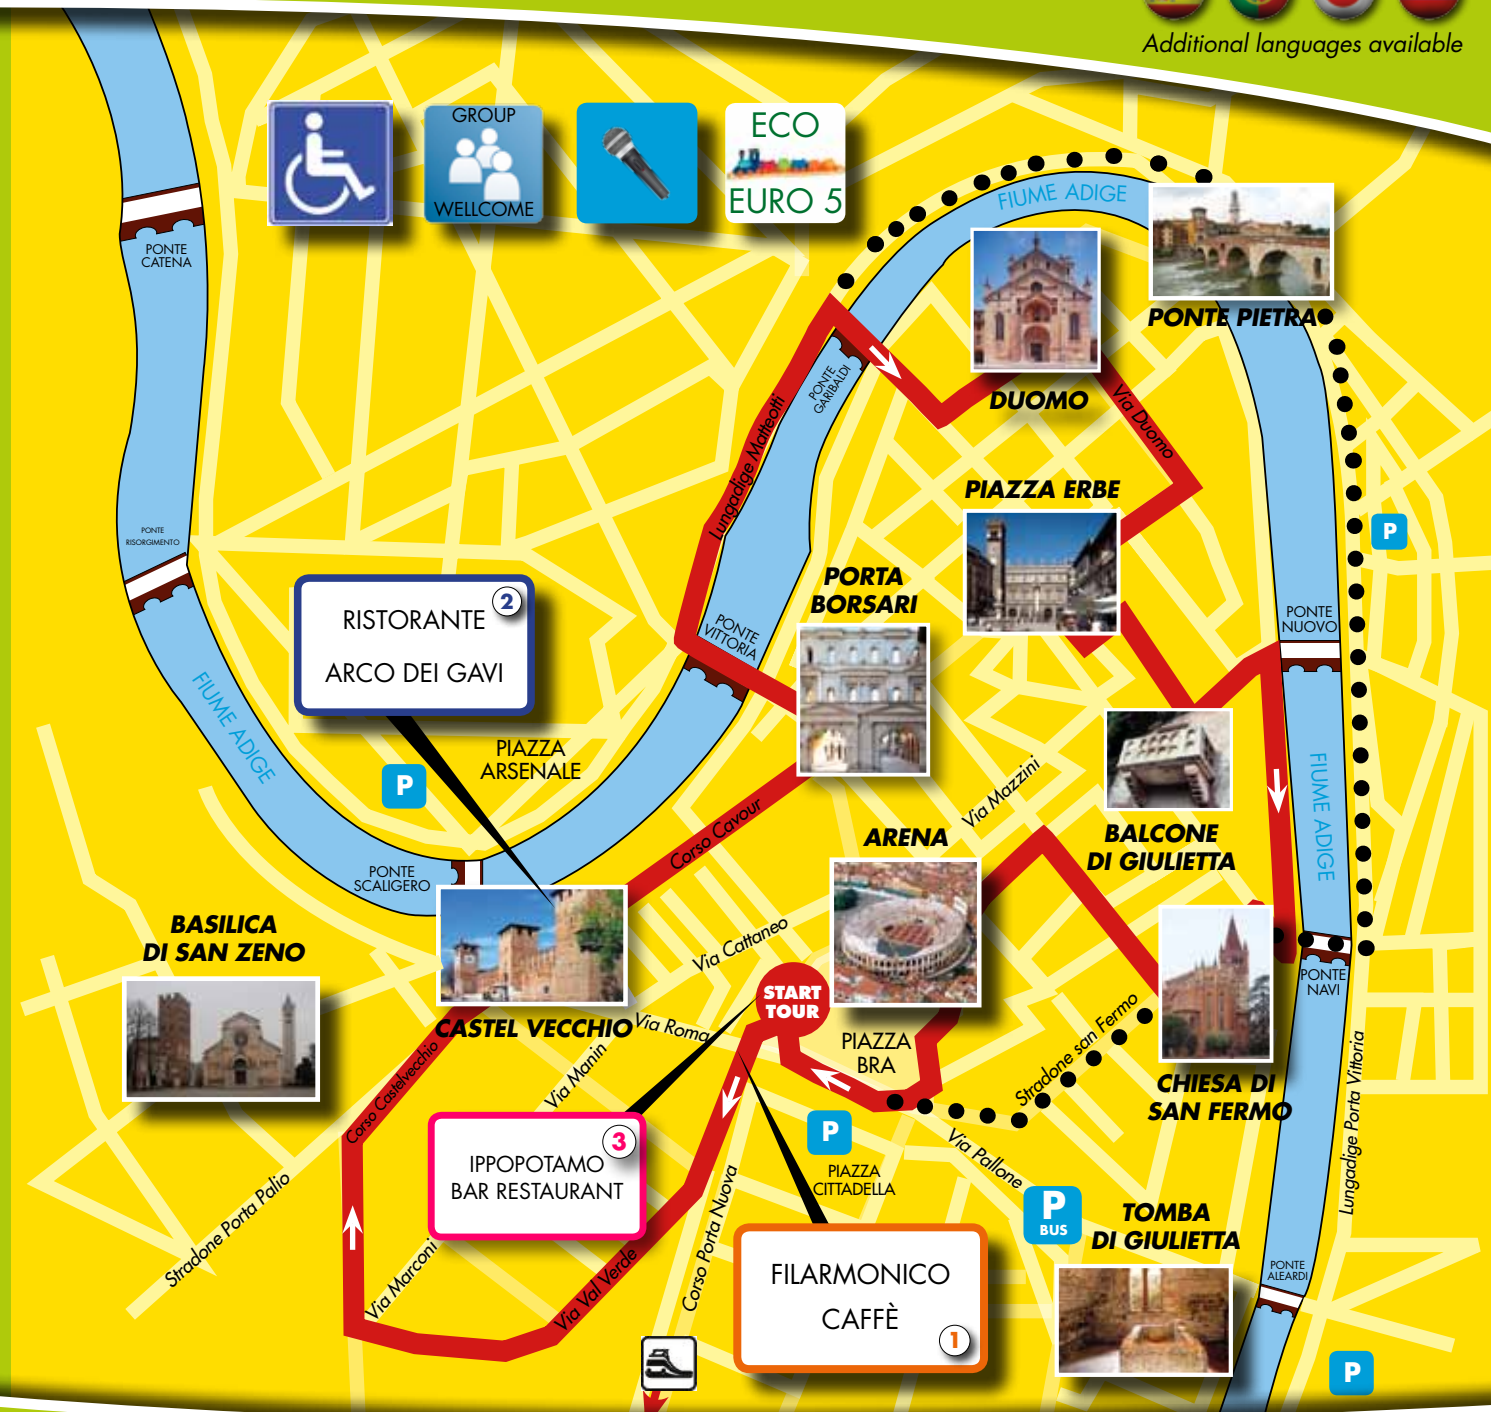 Additional languages available
GROUP
WELLCOME
ECO
EURO 5
FIUME ADIGE
PONTE
CATENA
PONTE PIETRA
PONTE
GARIBALDI
DUOMO
Via Duomo
Lungadige Matteotti
PIAZZA ERBE
P
PONTE
RISORGIMENTO
PORTA
BORSARI
RISTORANTE
2
ARCO DEI GAVI
PONTE
VITTORIA
PONTE
NUOVO
FIUME ADIGE
PIAZZA
ARSENALE
P
Via Mazzini
FIUME ADIGE
Corso Cavour
ARENA
BALCONE
DI GIULIETTA
PONTE
SCALIGERO
BASILICA
DI SAN ZENO
Via Cattaneo
START
TOUR
PONTE
NAVI
CASTEL VECCHIO
Via Roma
PIAZZA
BRA
Stradone san Fermo
Corso Castelvecchio
Via Manin
CHIESA DI
SAN FERMO
Lungadige Porta Vittoria
P
3
IPPOPOTAMO
BAR RESTAURANT
PIAZZA
CITTADELLA
Via Pallone
Stradone Porta Palio
P
BUS
TOMBA
DI GIULIETTA
Via Marconi
Via Val Verde
Corso Porta Nuova
FILARMONICO
CAFFÈ
1
PONTE
ALEARDI
P